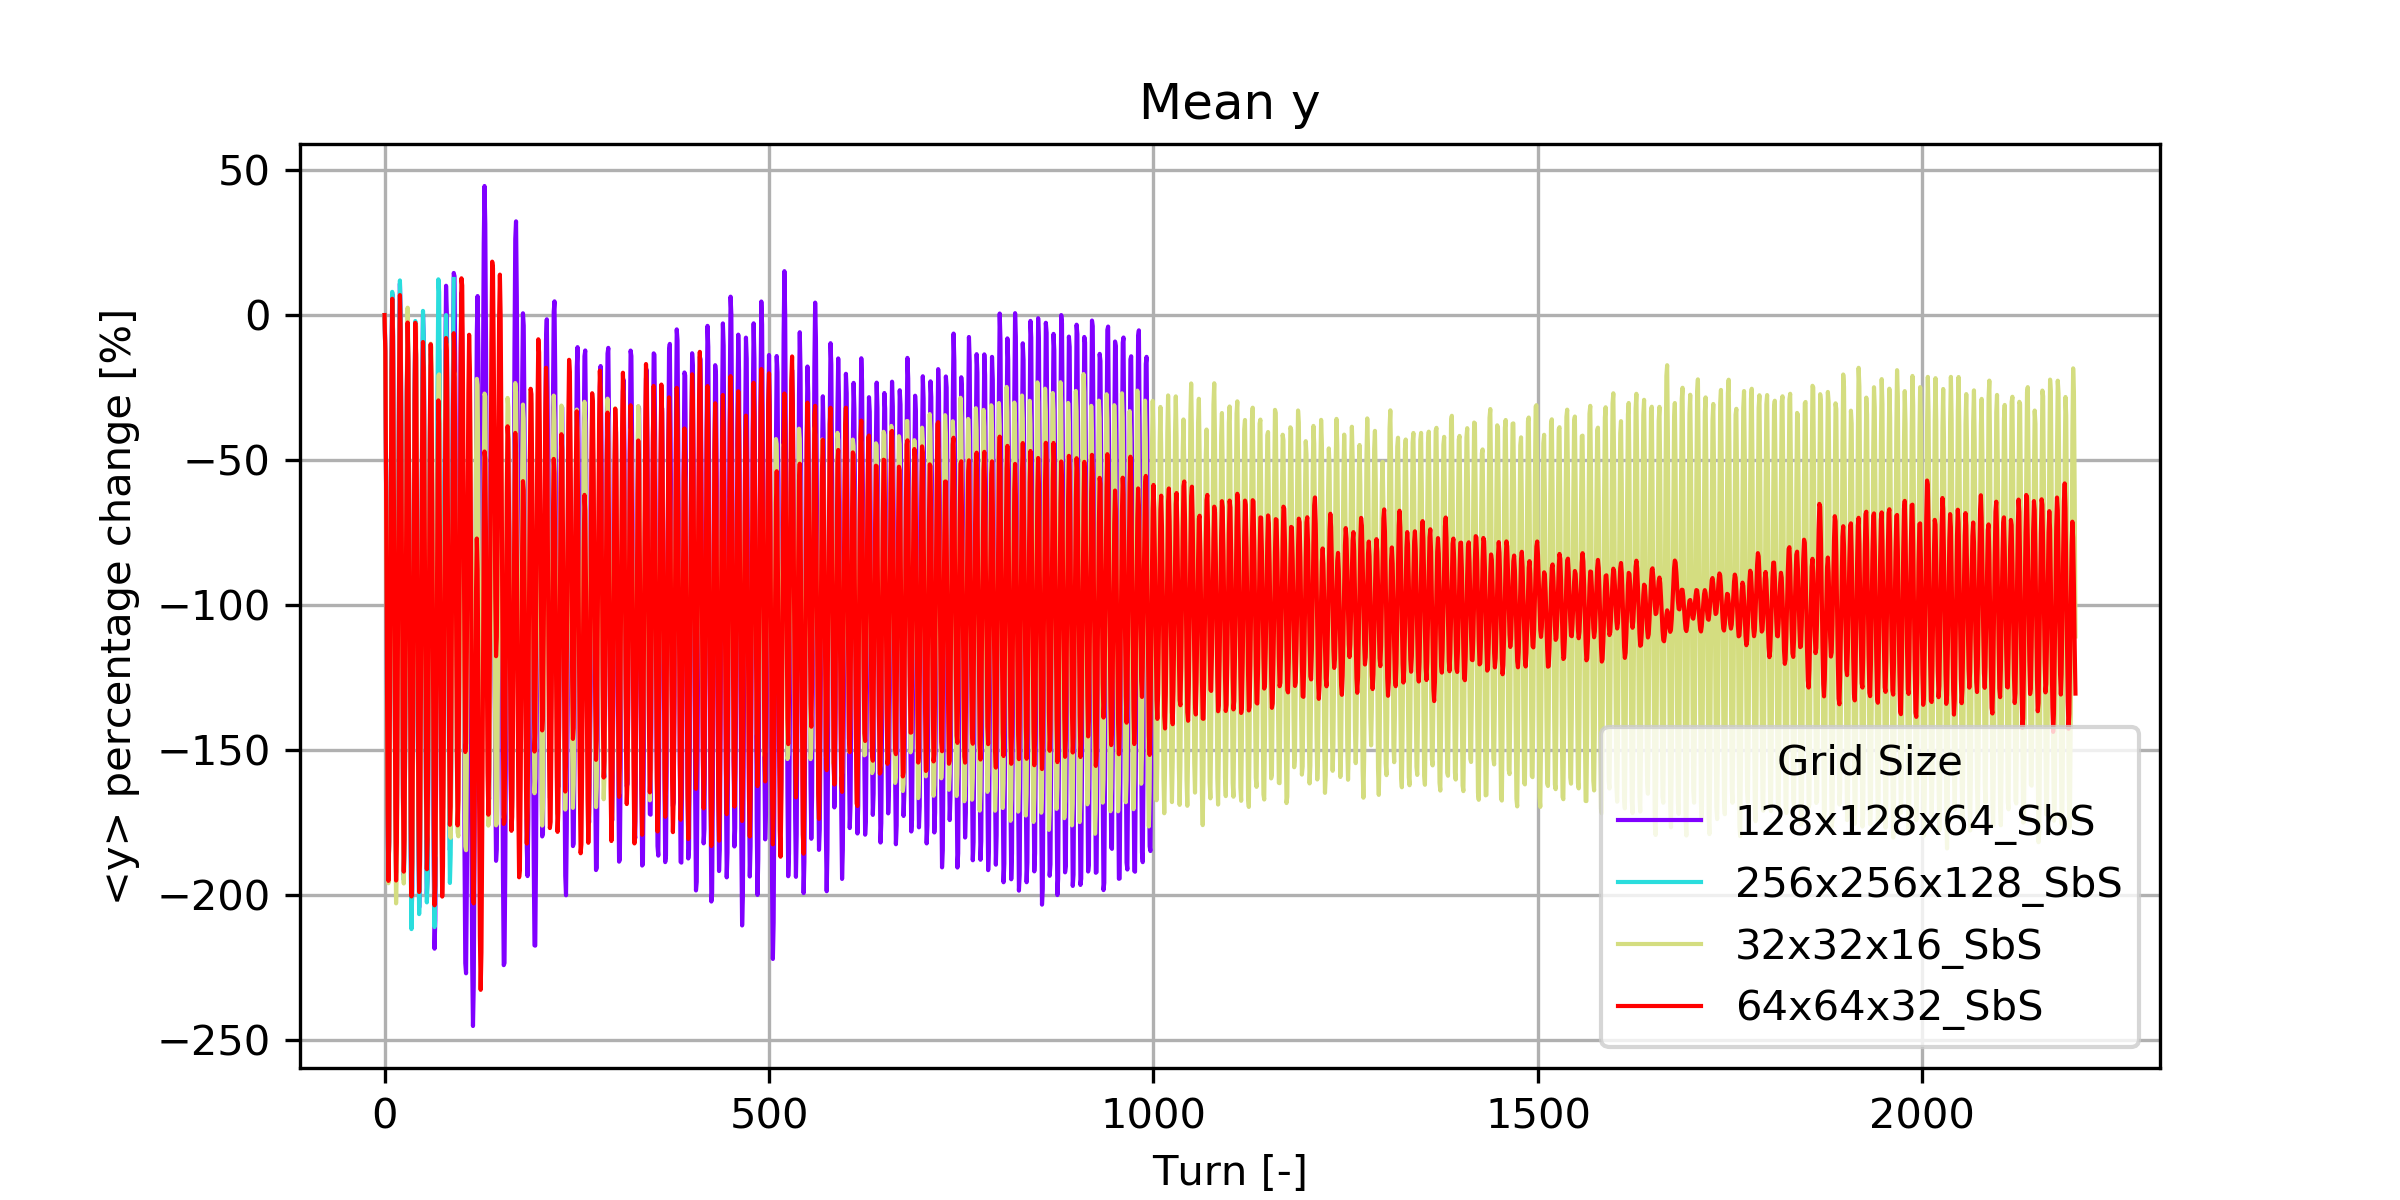 Mean y
<y> percentage change [%]
50
0
−50
−100
−150
−200
−250
0
500
1000
1500
2000
Turn [-]
Grid Size
128x128x64_SbS
256x256x128_SbS
32x32x16_SbS
64x64x32_SbS